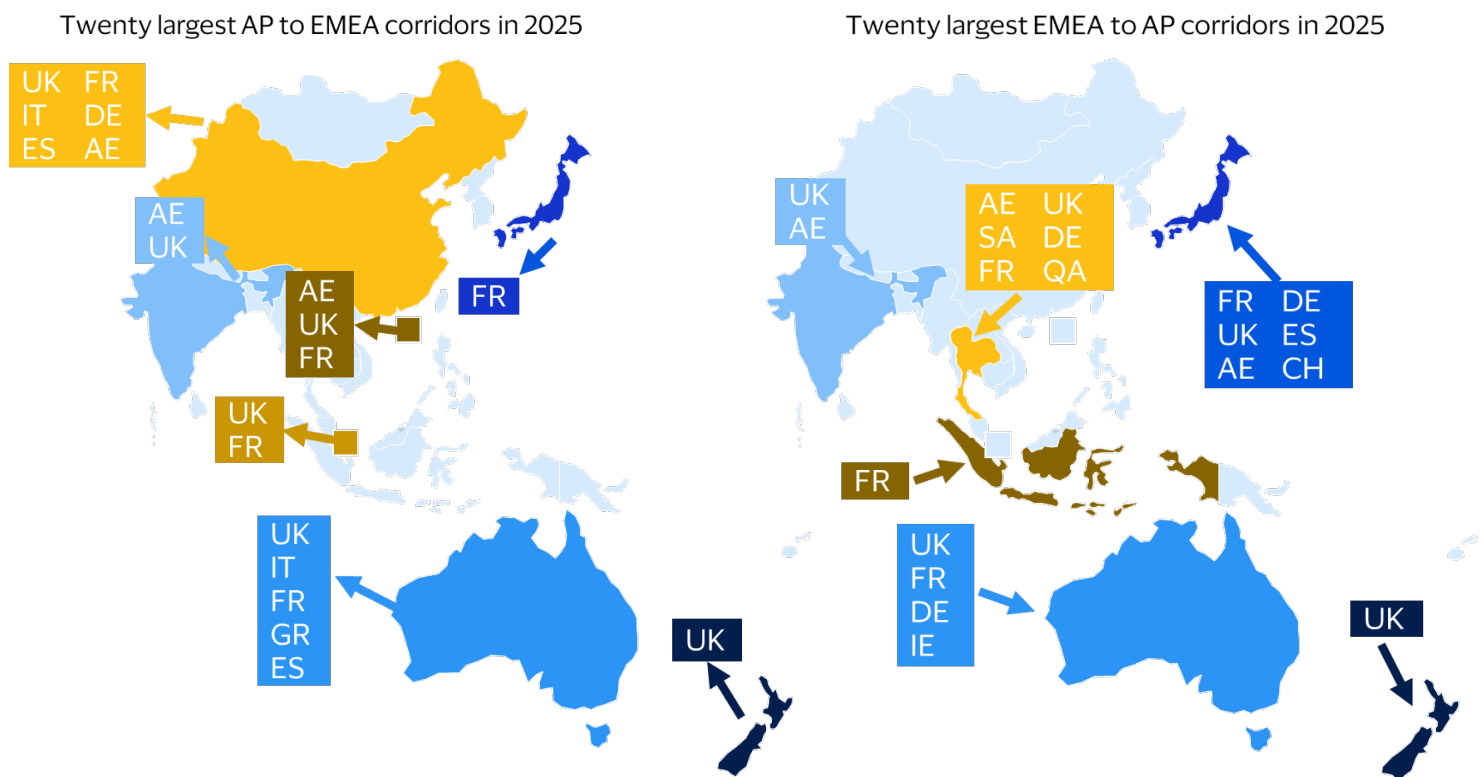 Twenty largest AP to EMEA corridors in 2025
UK FR
IT DE
ES AE
AE
UK
AE
UK
FR
FR
UK
FR
UK
IT
FR
GR
ES
UK
Twenty largest EMEA to AP corridors in 2025
UK
AE
AE UK
SA DE
FR QA
FR DE
UK ES
AE CH
FR
UK
FR
DE
IE
UK